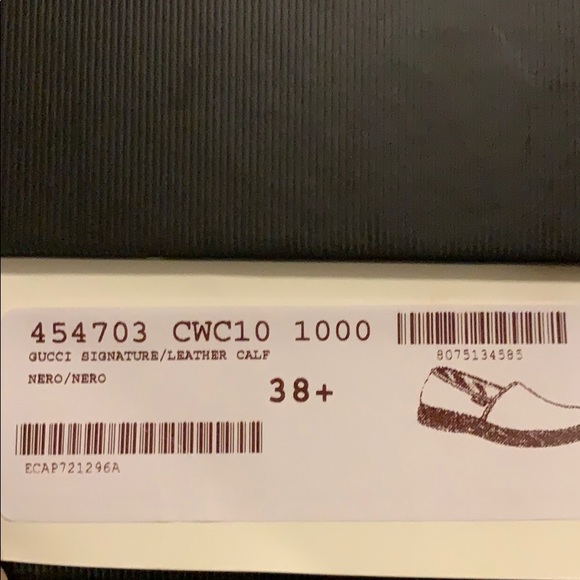 454703 CWC10 1000
8075134585
GUCCI SIGNATURE/LEATHER CALF
NERO/NERO
38+
ECAP721296A